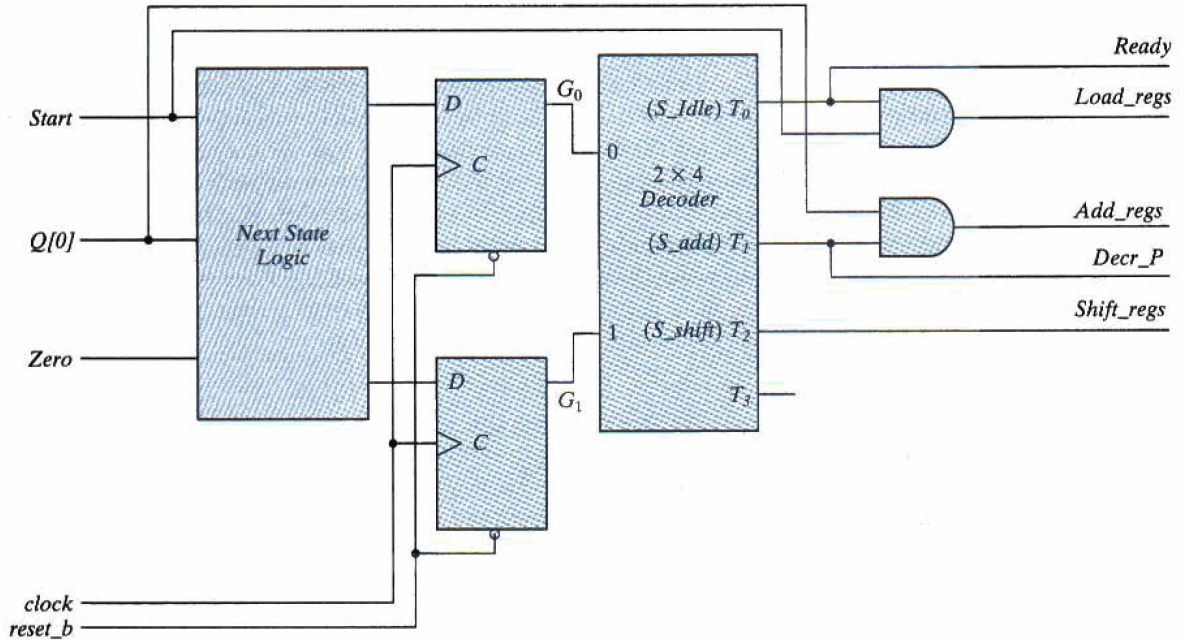 Ready
Start
Load_regs
Q[0]
Add_regs
Decr_P
Zero
Shift_regs
clock
reset_b
Next State
Logic
D
C
G₀
D
C
G₁
0
1
(S_Idle) T₀
2 × 4
Decoder
(S_add) T₁
(S_shift) T₂
T₃